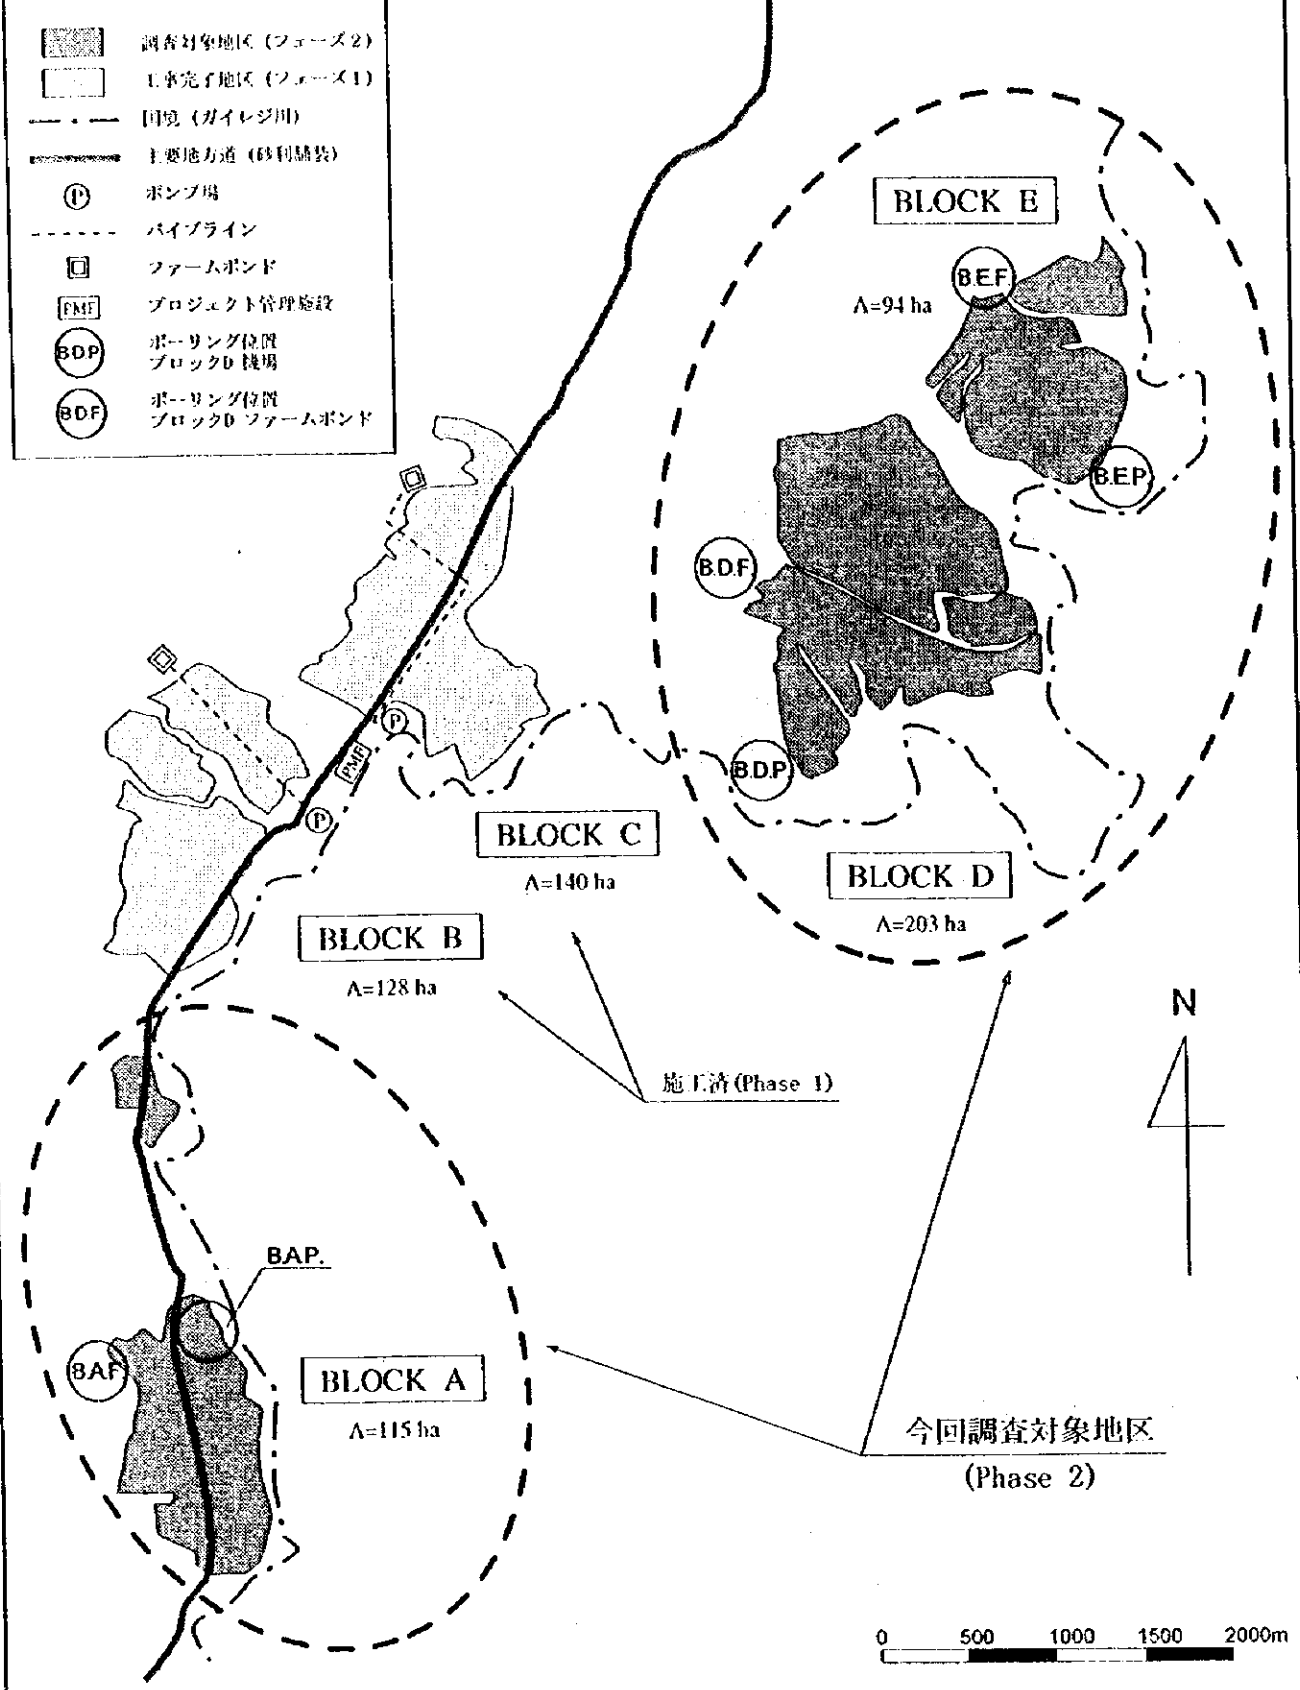 調査対象地区 (フェーズ2)
工事完了地区 (フェーズ1)
国境 (ガイレジ川)
主要地方道 (砂利舗装)
P ポンプ場
パイプライン
ファームポンド
PMF プロジェクト管理施設
BDP ボーリング位置
ブロックD 機場
BDF ボーリング位置
ブロックD ファームポンド
BLOCK E
B.E.F.
A=94 ha
B.E.P.
B.D.F.
B.D.P.
P
PMF
P
BLOCK C
A=140 ha
BLOCK D
A=203 ha
BLOCK B
A=128 ha
N
施工済(Phase 1)
B.A.P.
B.A.F.
BLOCK A
A=115 ha
今回調査対象地区
(Phase 2)
0 500 1000 1500 2000m